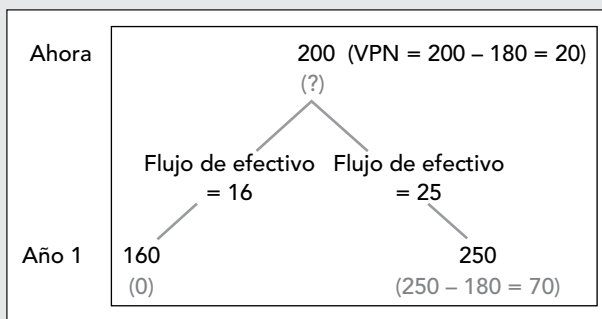 Ahora 200 (VPN = 200 – 180 = 20)
(?)
Flujo de efectivo Flujo de efectivo
= 16 = 25
Año 1 160 250
(0) (250 – 180 = 70)